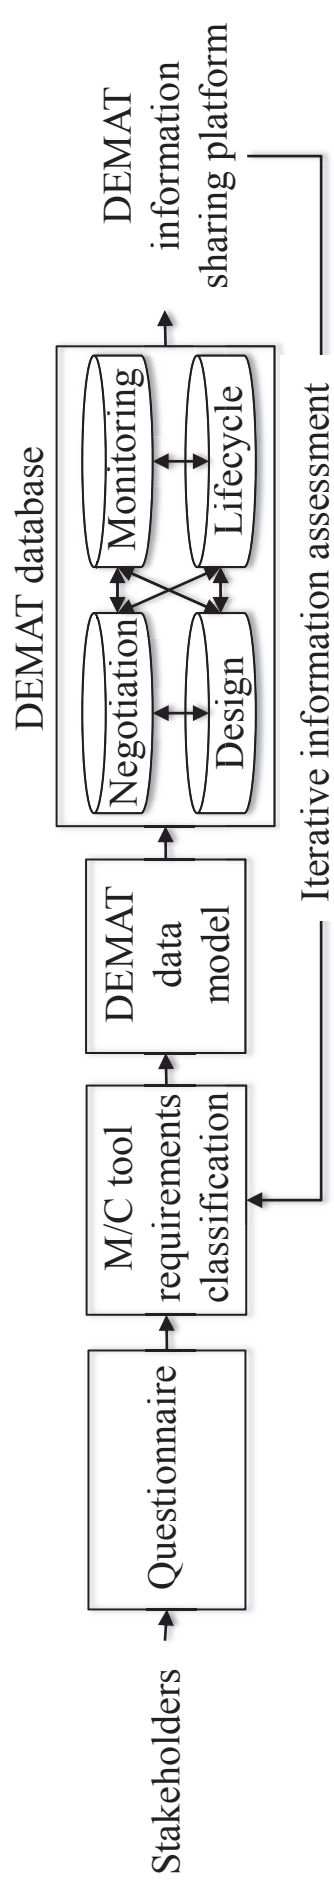 Stakeholders
Questionnaire
M/C tool
requirements
classification
DEMAT
data
model
DEMAT database
Negotiation
Monitoring
Design
Lifecycle
DEMAT
information
sharing platform
Iterative information assessment